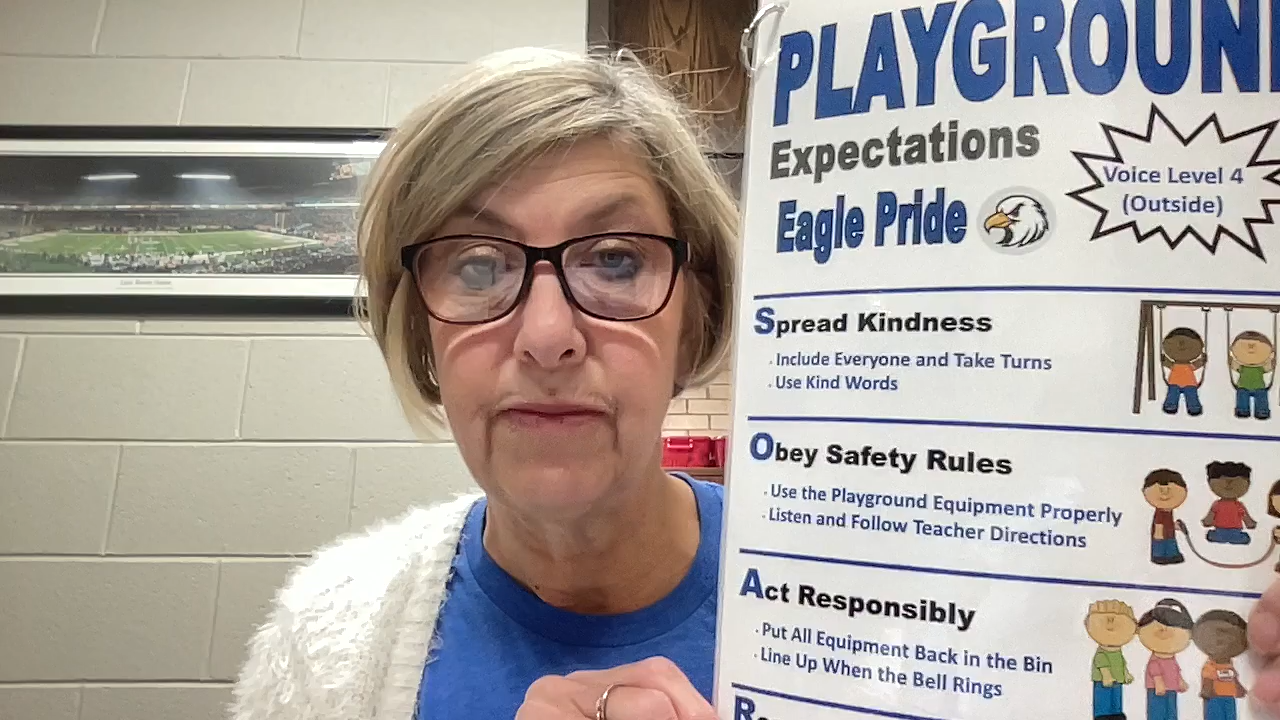 PLAYGROUN
Expectations
Eagle Pride
Voice Level 4
(Outside)
Spread Kindness
· Include Everyone and Take Turns
· Use Kind Words
Obey Safety Rules
· Use the Playground Equipment Properly
· Listen and Follow Teacher Directions
Act Responsibly
· Put All Equipment Back in the Bin
· Line Up When the Bell Rings